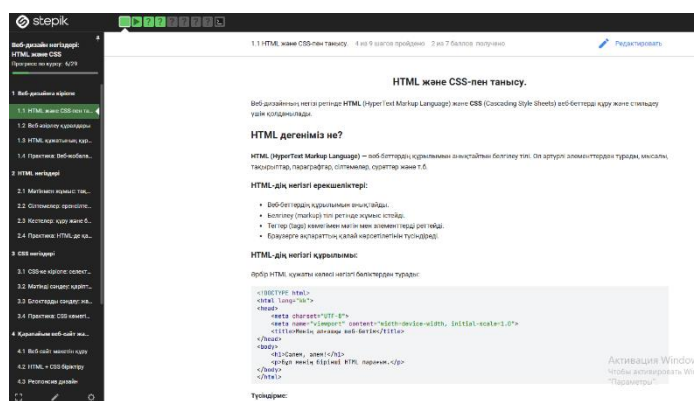 stepik
Веб-дизайн негіздері:
HTML және CSS
Прогресс по курсу: 6/29
1 Веб-дизайнға кіріспе
1.1 HTML және CSS-пен та...
1.2 Веб-әзірлеу құралдары
1.3 HTML құжатының құр...
1.4 Практика: Веб-жобала...
2 HTML негіздері
2.1 Мәтінмен жұмыс: тақ...
2.2 Сілтемелер:
2.3 Кестелер: құру және б...
2.4 Практика: HTML-де қа...
3 CSS негіздері
3.1 CSS-ке кіріспе: селект...
3.2 Мәтінді сәндеу: қаріпт...
3.3 Блоктарды сәндеу: жә...
3.4 Практика: CSS көмегі...
4 Қарапайым веб-сайт жа...
4.1 Веб-сайт макетін құру
4.2 HTML + CSS біріктіру
4.3 Респонсив дизайн
1.1 HTML және CSS-пен танысу. 4 из 9 шагов пройдено 2 из 7 баллов получено
Редактировать
HTML және CSS-пен танысу.
Веб-дизайнның негізі ретінде HTML (HyperText Markup Language) және CSS (Cascading Style Sheets) веб-беттерді құру және стильдеу
үшін қолданылады.
HTML дегеніміз не?
HTML (HyperText Markup Language) — веб-беттердің құрылымын анықтайтын белгілеу тілі. Ол әртүрлі элементтерден тұрады, мысалы,
тақырыптар, параграфтар, сілтемелер, суреттер және т.б.
HTML-дің негізгі ерекшеліктері:
Веб-беттердің құрылымын анықтайды.
Белгілеу (markup) тілі ретінде жұмыс істейді.
Тегтер (tags) көмегімен мәтін мен элементтерді реттейді.
Браузерге ақпараттың қалай көрсетілетінін түсіндіреді.
HTML-дің негізгі құрылымы:
Әрбір HTML құжаты келесі негізгі бөліктерден тұрады:
<!DOCTYPE html>
<html lang="kk">
<head>
<meta charset="UTF-8">
<meta name="viewport" content="width=device-width, initial-scale=1.0">
<title>Менің алғашқы веб-бетім</title>
</head>
<body>
<h1>Сәлем, әлем!</h1>
<p>Бұл менің бірінші HTML парағым.</p>
</body>
</html>
Түсіндірме:
Активация Window
Чтобы активировать Win
"Параметры"